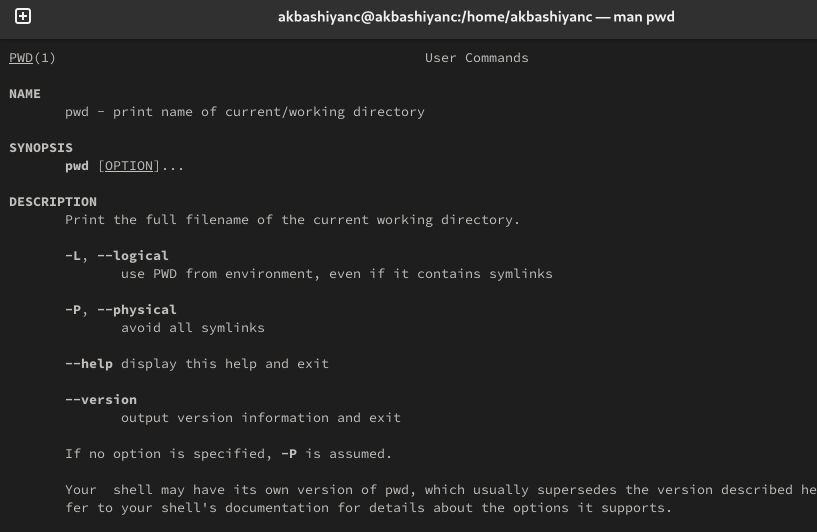 akbashiyanc@akbashiyanc:/home/akbashiyanc — man pwd
PWD(1) User Commands
NAME
pwd - print name of current/working directory
SYNOPSIS
pwd [OPTION]...
DESCRIPTION
Print the full filename of the current working directory.
-L, --logical
use PWD from environment, even if it contains symlinks
-P, --physical
avoid all symlinks
--help display this help and exit
--version
output version information and exit
If no option is specified, -P is assumed.
Your  shell may have its own version of pwd, which usually supersedes the version described he
fer to your shell's documentation for details about the options it supports.